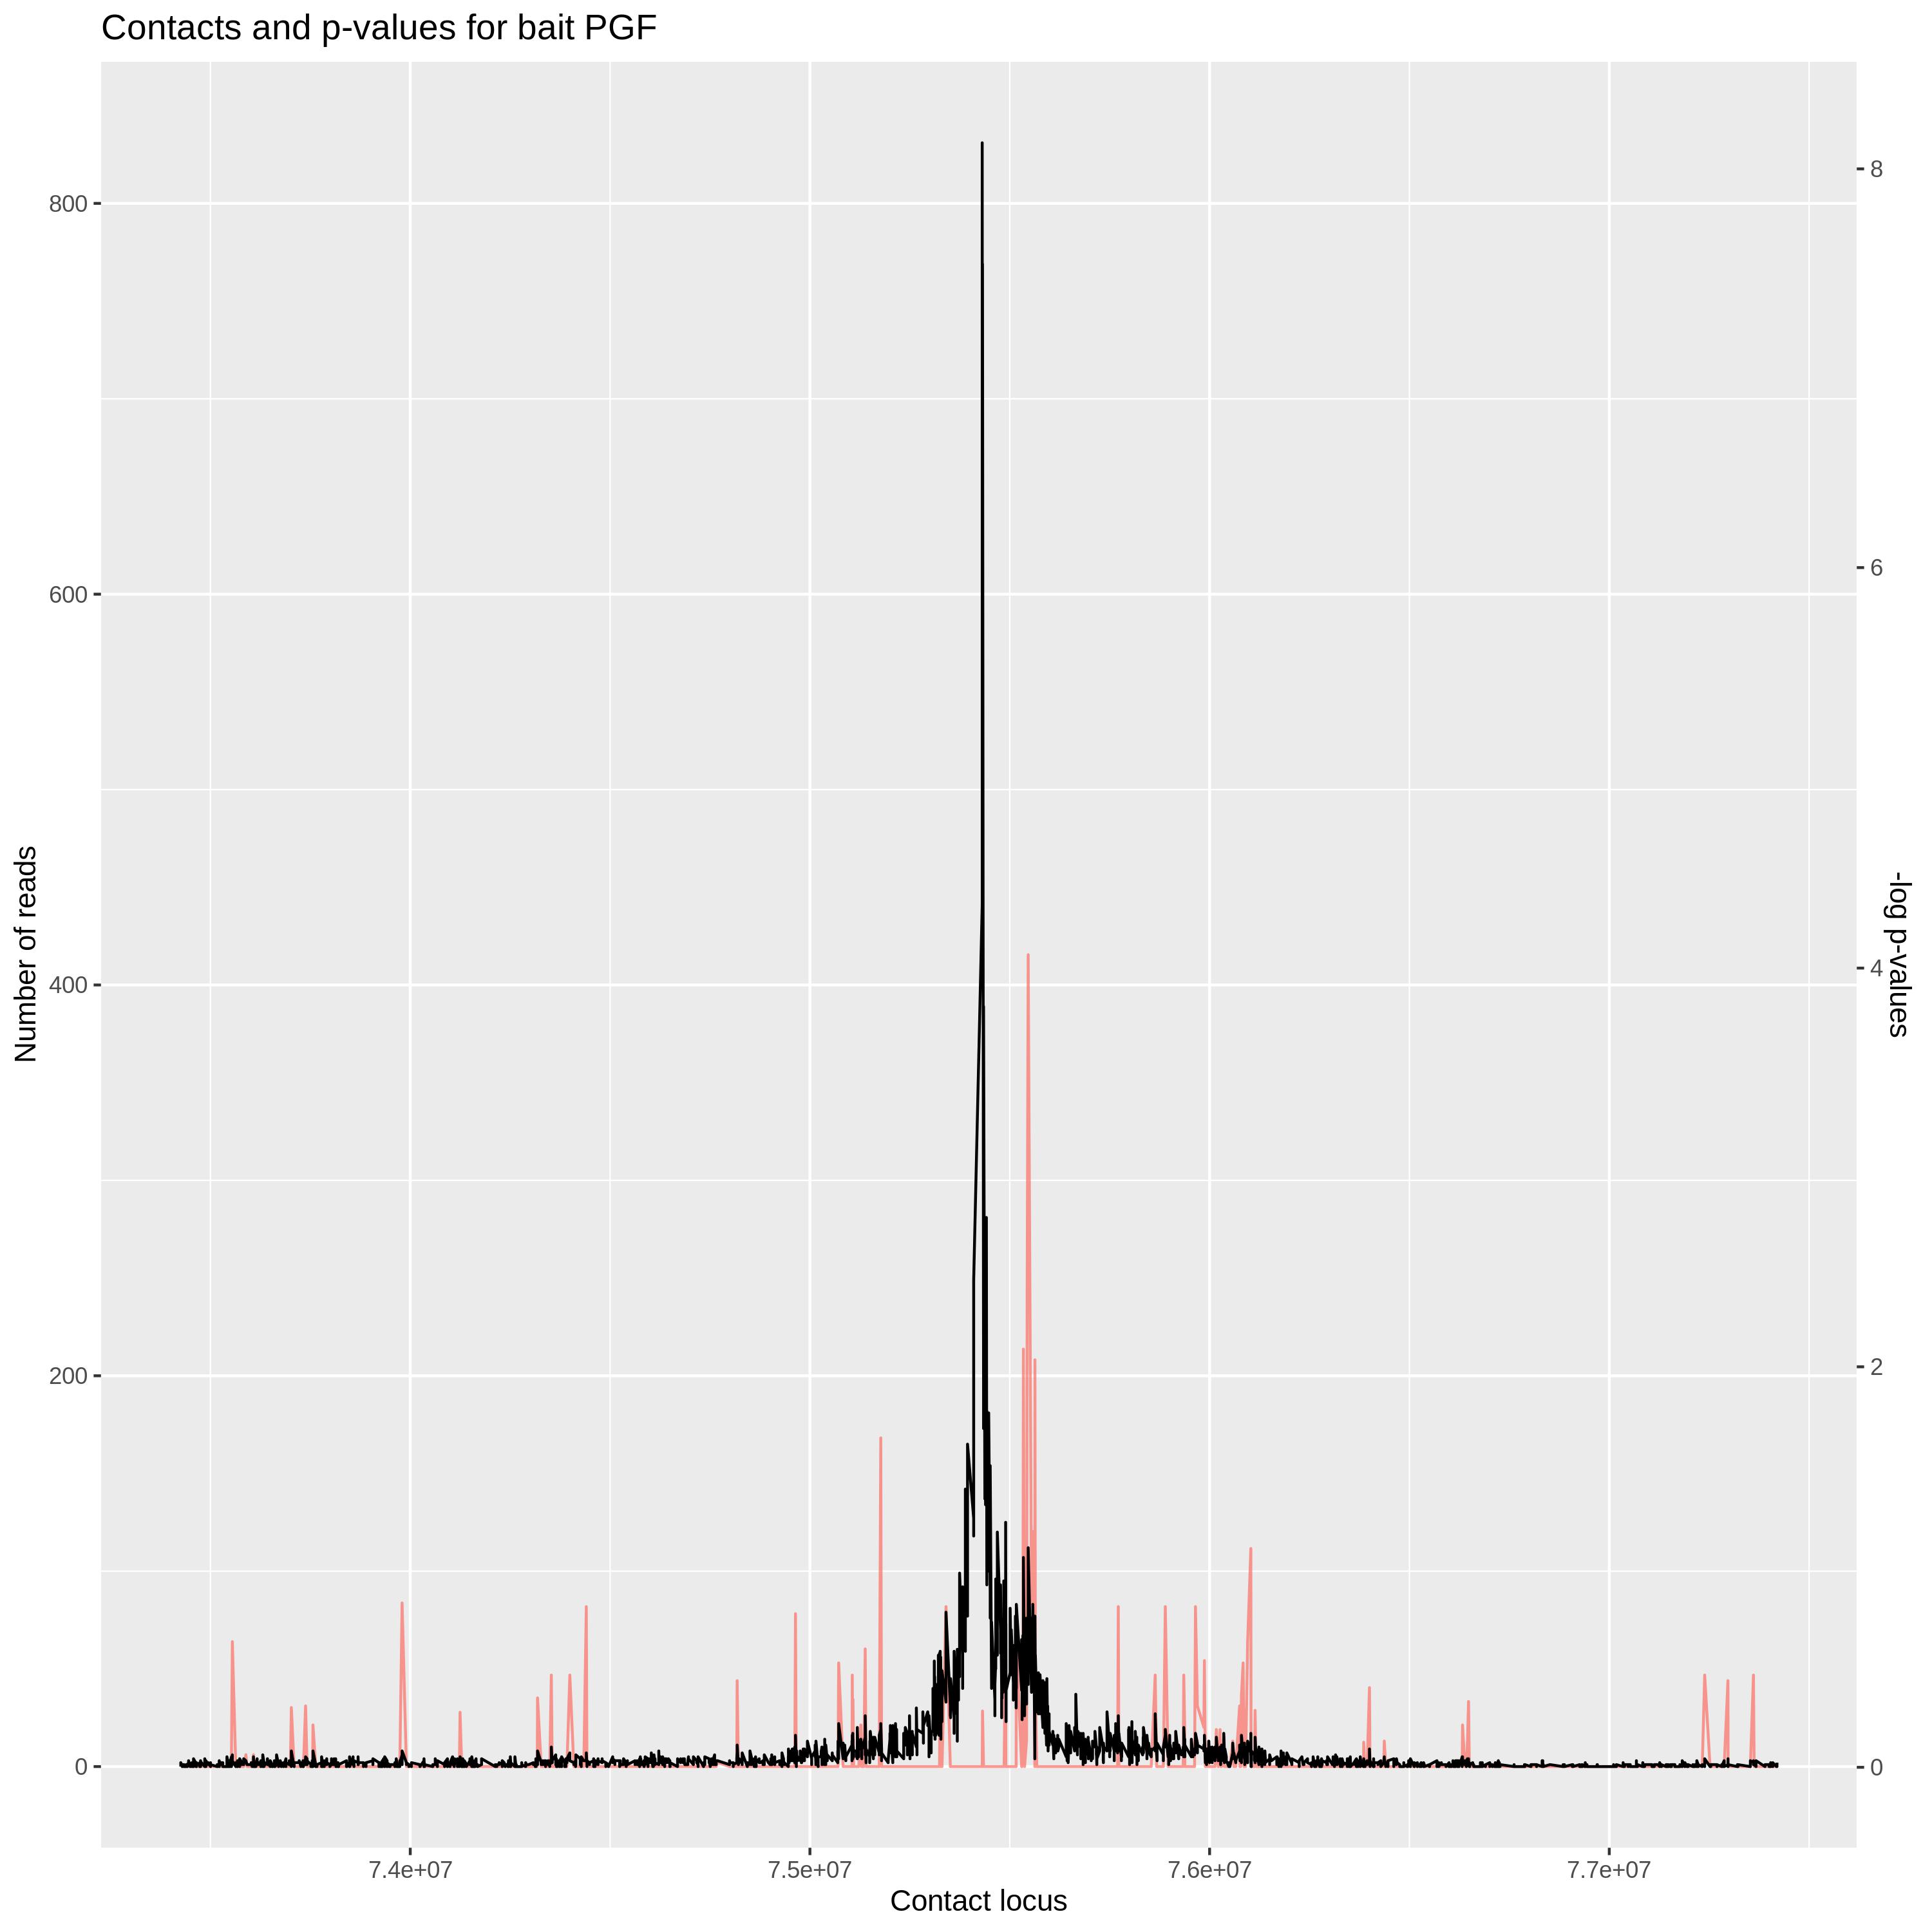 Contacts and p-values for bait PGF
Number of reads
800
600
400
200
0
8
6
4
2
0
-log p-values
7.4e+07 7.5e+07 7.6e+07 7.7e+07
Contact locus